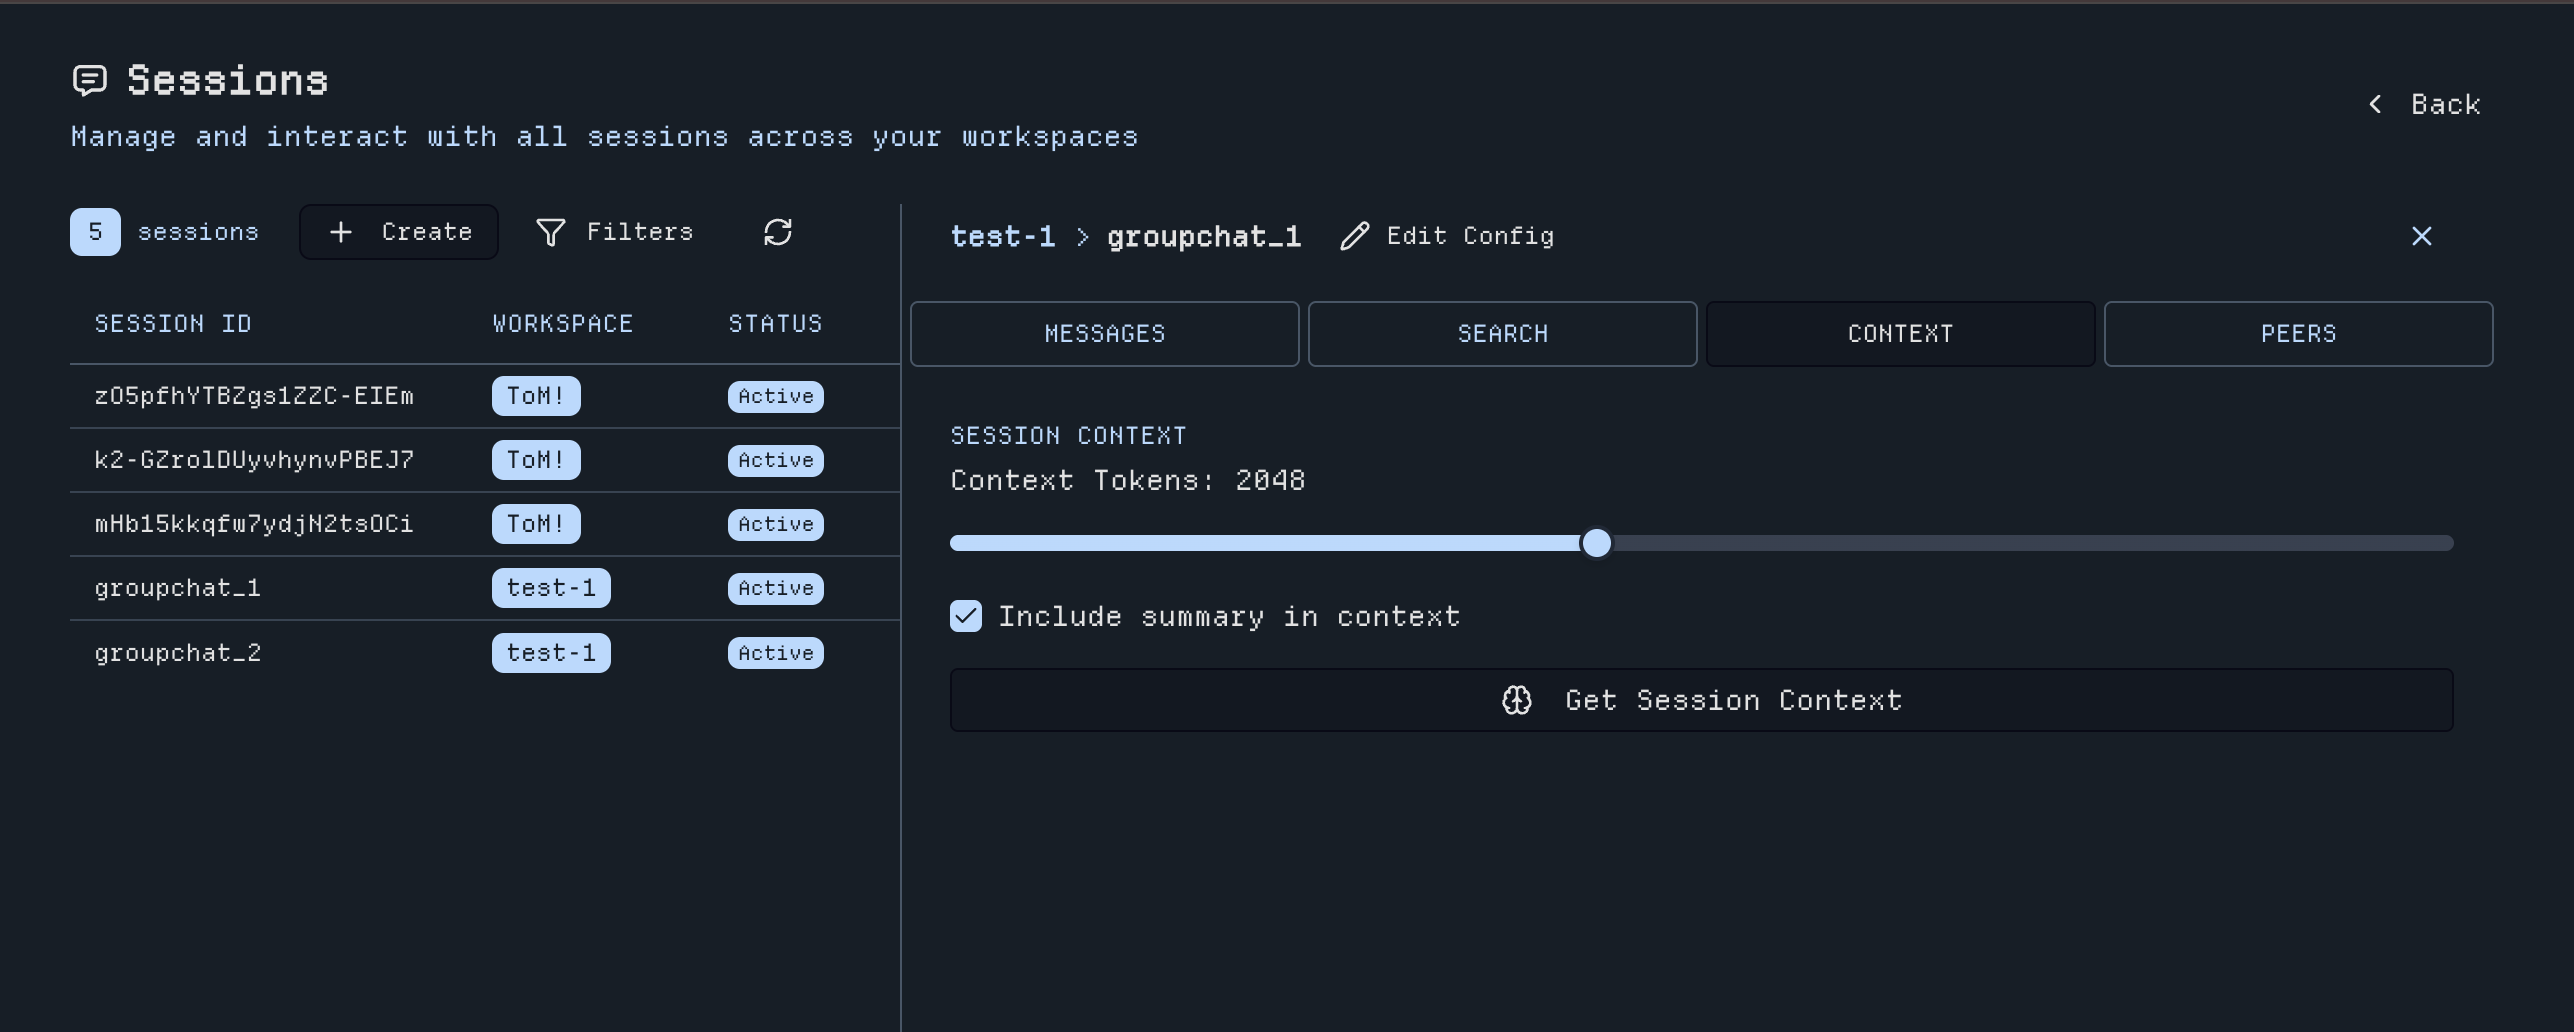 Sessions
Manage and interact with all sessions across your workspaces
Back
5 sessions
Create
Filters
SESSION ID WORKSPACE STATUS
zO5pfhYTBZgs1ZZC-EIEm ToM! Active
k2-GZrolDUyvhynvPBEJ7 ToM! Active
mHb15kkqfw7ydjN2tsOCi ToM! Active
groupchat_1 test-1 Active
groupchat_2 test-1 Active
test-1 > groupchat_1
Edit Config
MESSAGES
SEARCH
CONTEXT
PEERS
SESSION CONTEXT
Context Tokens: 2048
Include summary in context
Get Session Context